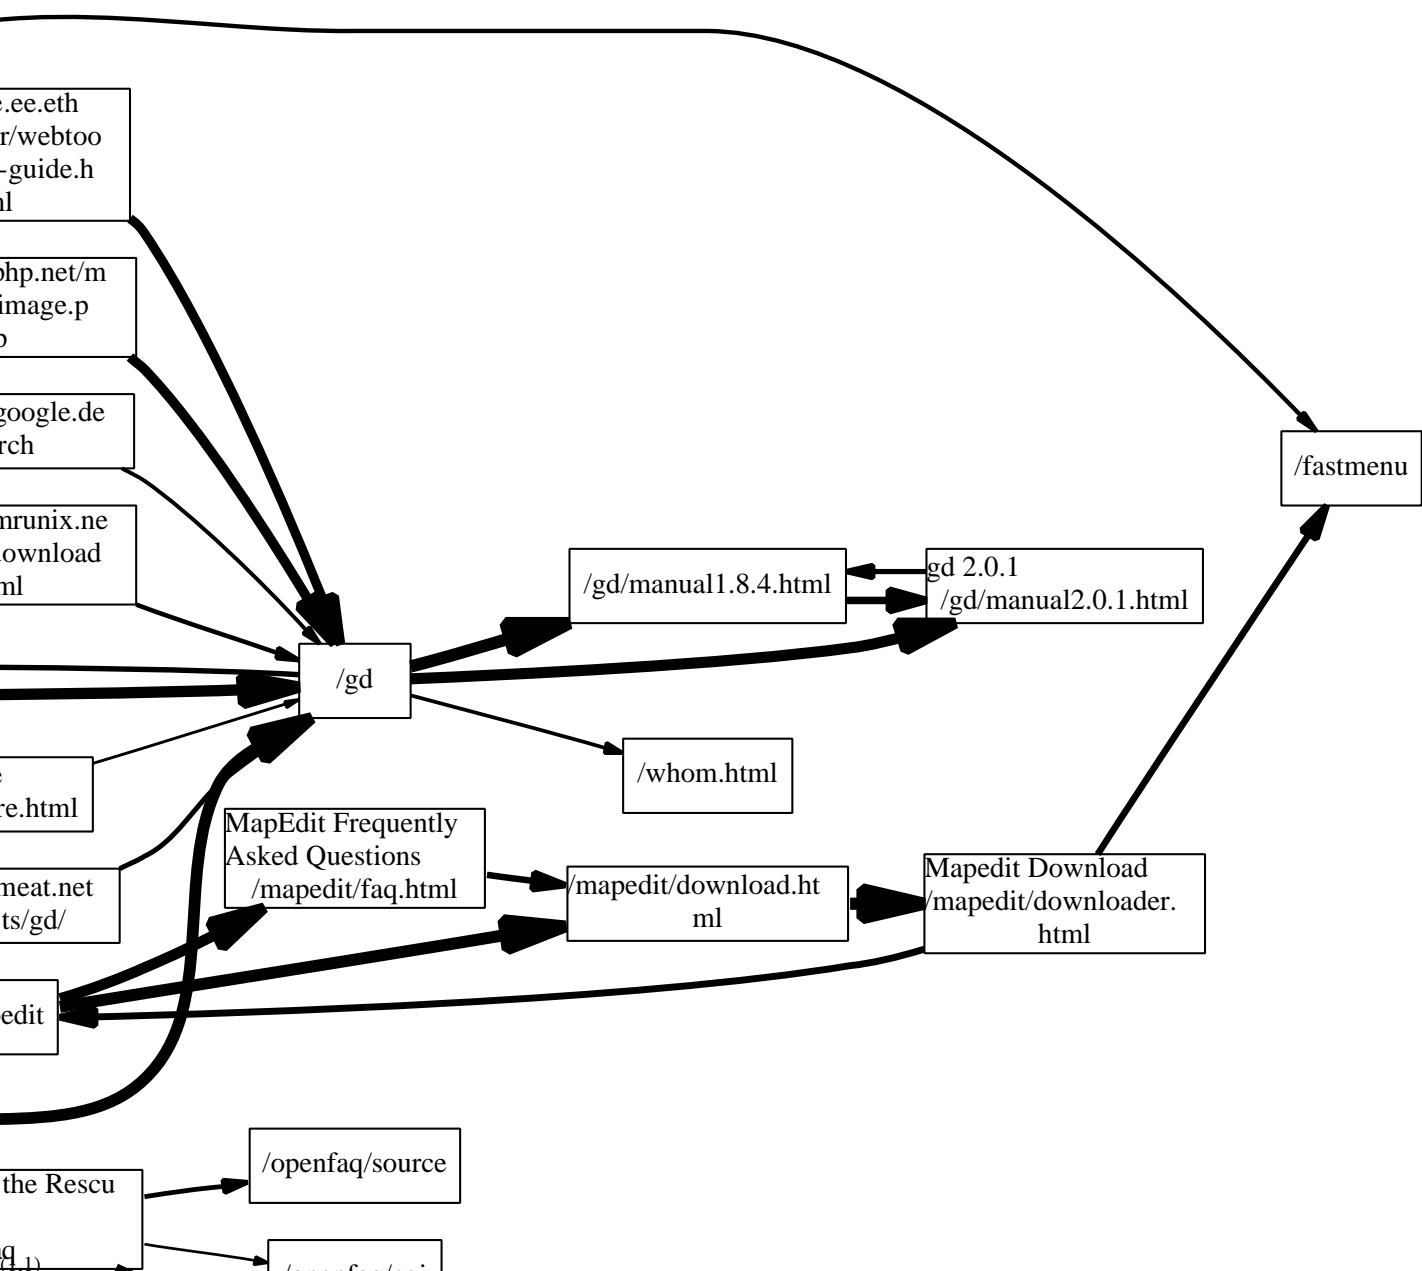 e.ee.eth
r/webtoo
-guide.h
ml
php.net/m
image.p
p
google.de
rch
mrunix.ne
download
ml
/fastmenu
/gd/manual1.8.4.html
gd 2.0.1
/gd/manual2.0.1.html
/gd
/whom.html
e
re.html
MapEdit Frequently
Asked Questions
/mapedit/faq.html
/mapedit/download.ht
ml
Mapedit Download
/mapedit/downloader.
html
meat.net
ts/gd/
edit
/openfaq/source
the Rescu